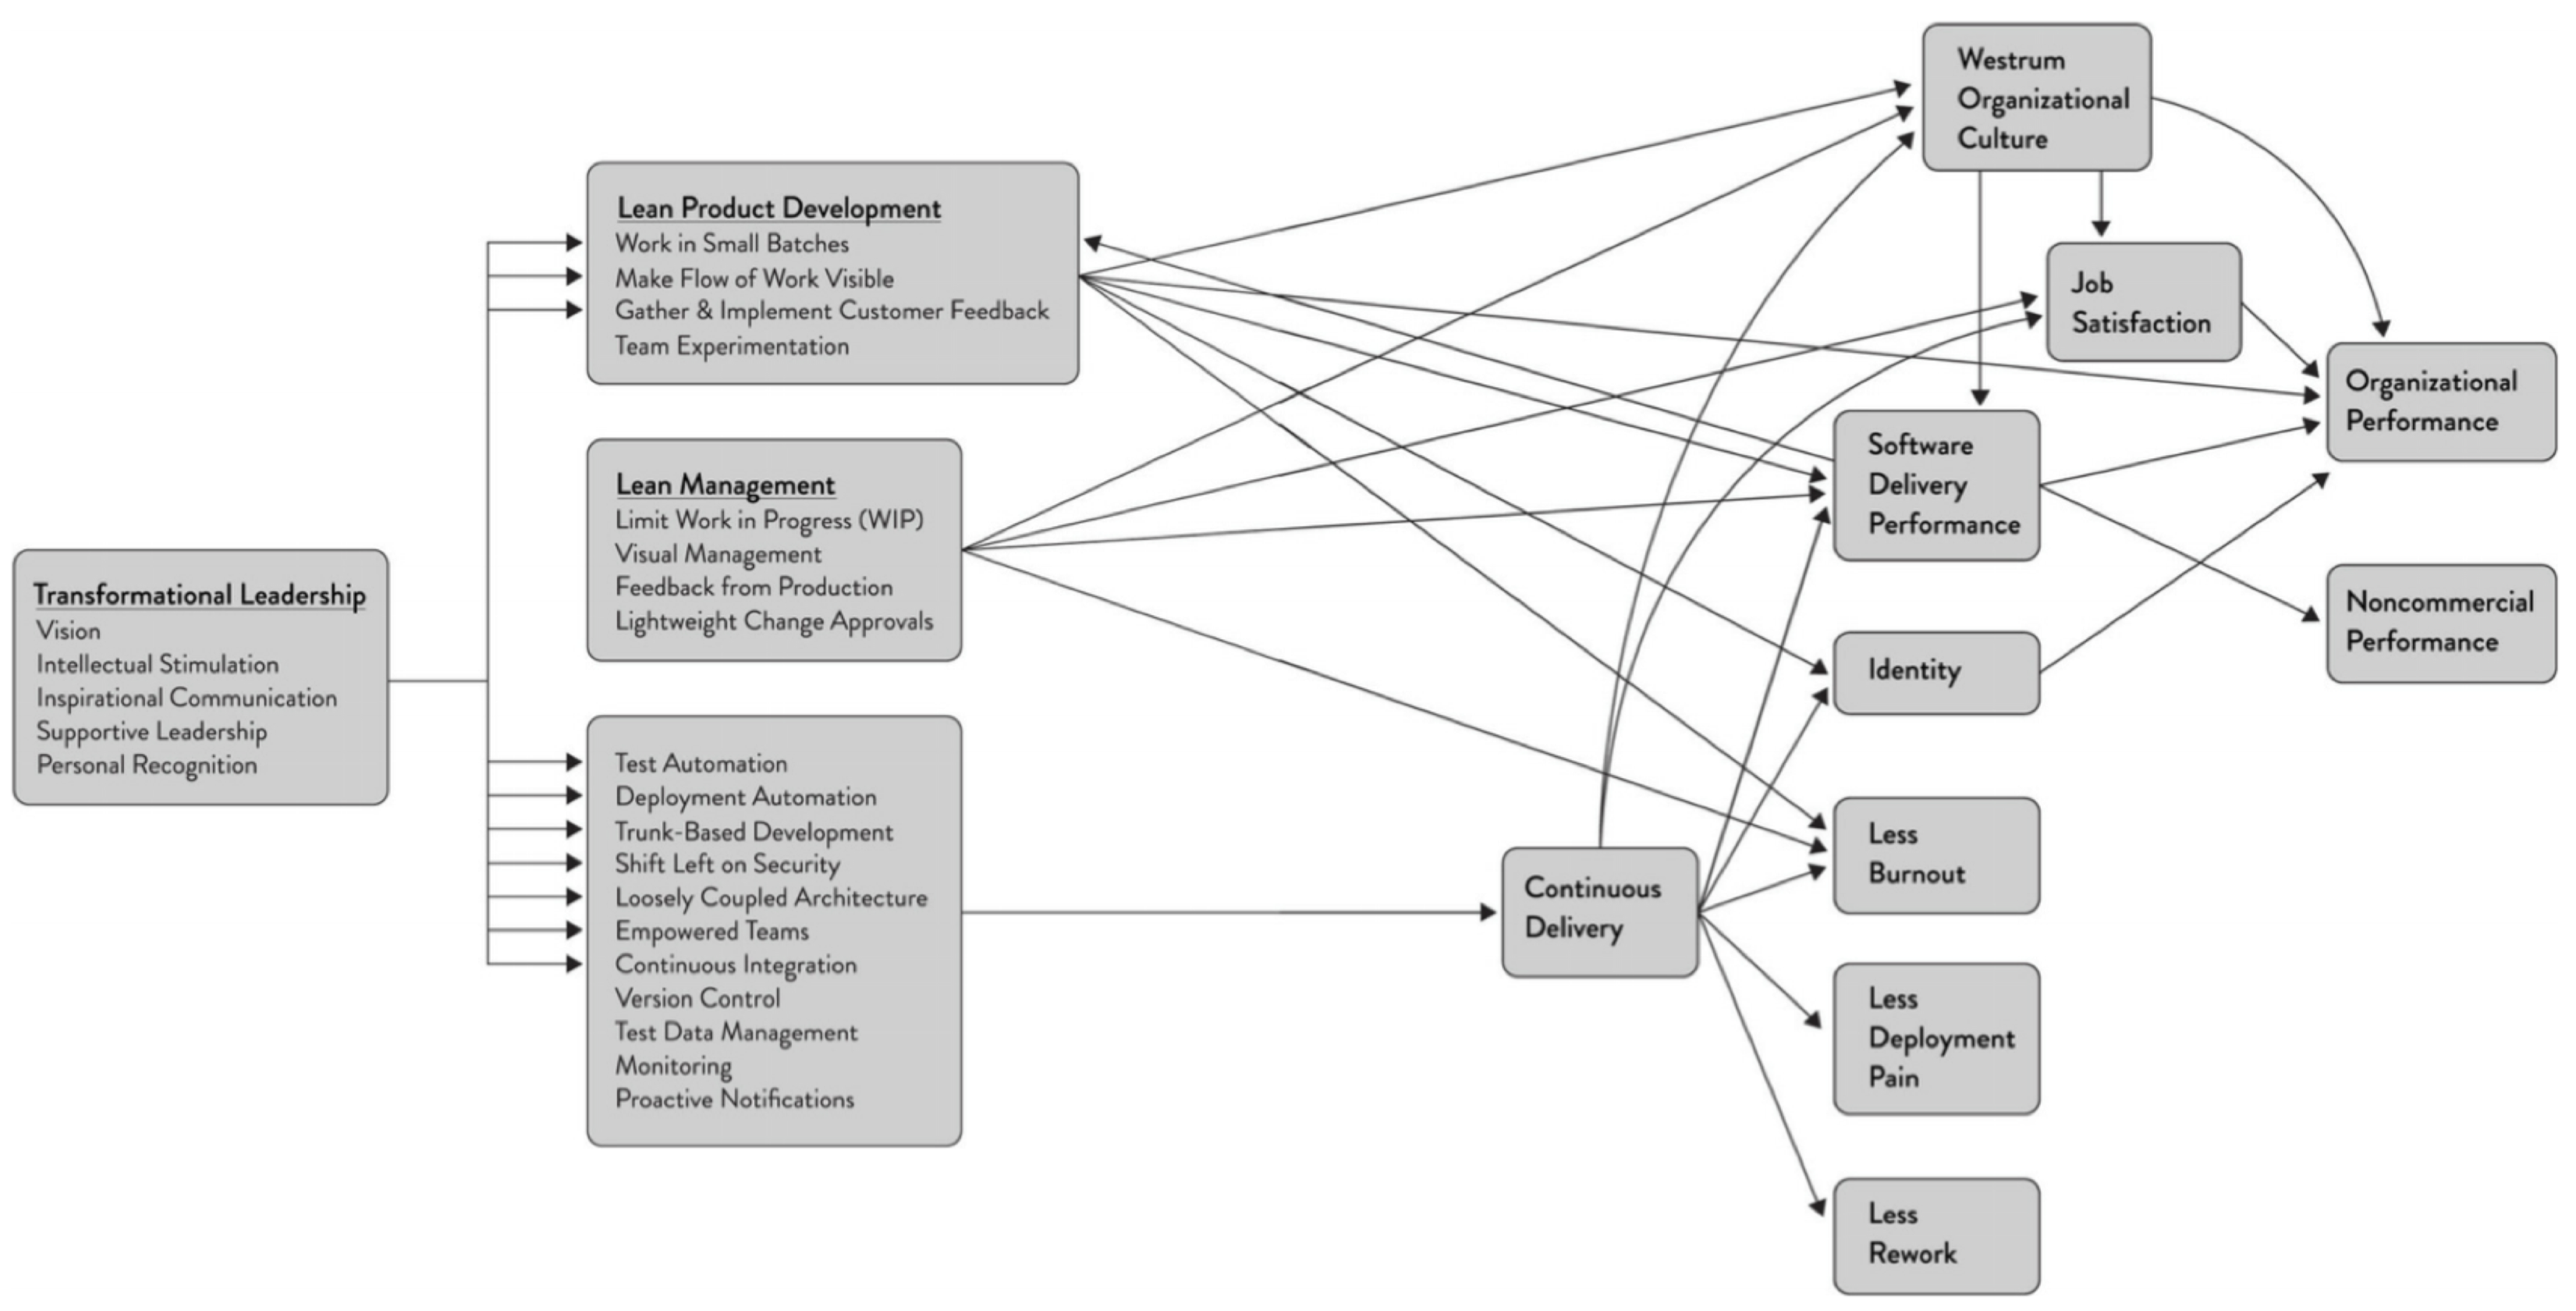 Transformational Leadership
Vision
Intellectual Stimulation
Inspirational Communication
Supportive Leadership
Personal Recognition
Lean Product Development
Work in Small Batches
Make Flow of Work Visible
Gather & Implement Customer Feedback
Team Experimentation
Lean Management
Limit Work in Progress (WIP)
Visual Management
Feedback from Production
Lightweight Change Approvals
Test Automation
Deployment Automation
Trunk-Based Development
Shift Left on Security
Loosely Coupled Architecture
Empowered Teams
Continuous Integration
Version Control
Test Data Management
Monitoring
Proactive Notifications
Continuous
Delivery
Westrum
Organizational
Culture
Job
Satisfaction
Software
Delivery
Performance
Identity
Less
Burnout
Less
Deployment
Pain
Less
Rework
Organizational
Performance
Noncommercial
Performance